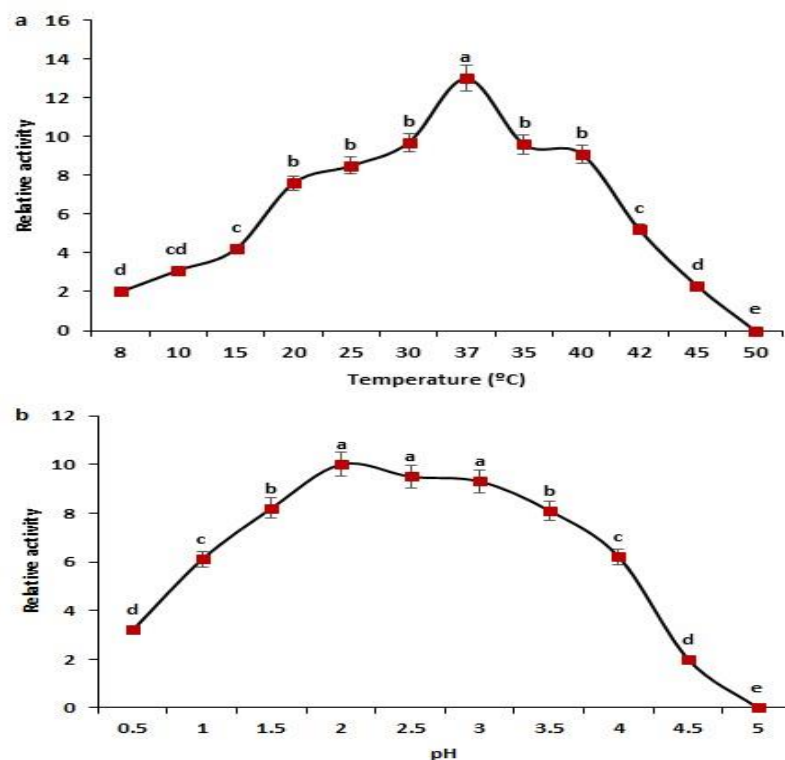 a
16
14
12
10
8
6
4
2
0
Relative activity
d cd c b b b a b b c d e
8 10 15 20 25 30 37 35 40 42 45 50
Temperature (ºC)
b
12
10
8
6
4
2
0
Relative activity
d c b a a a b c d e
0.5 1 1.5 2 2.5 3 3.5 4 4.5 5
pH